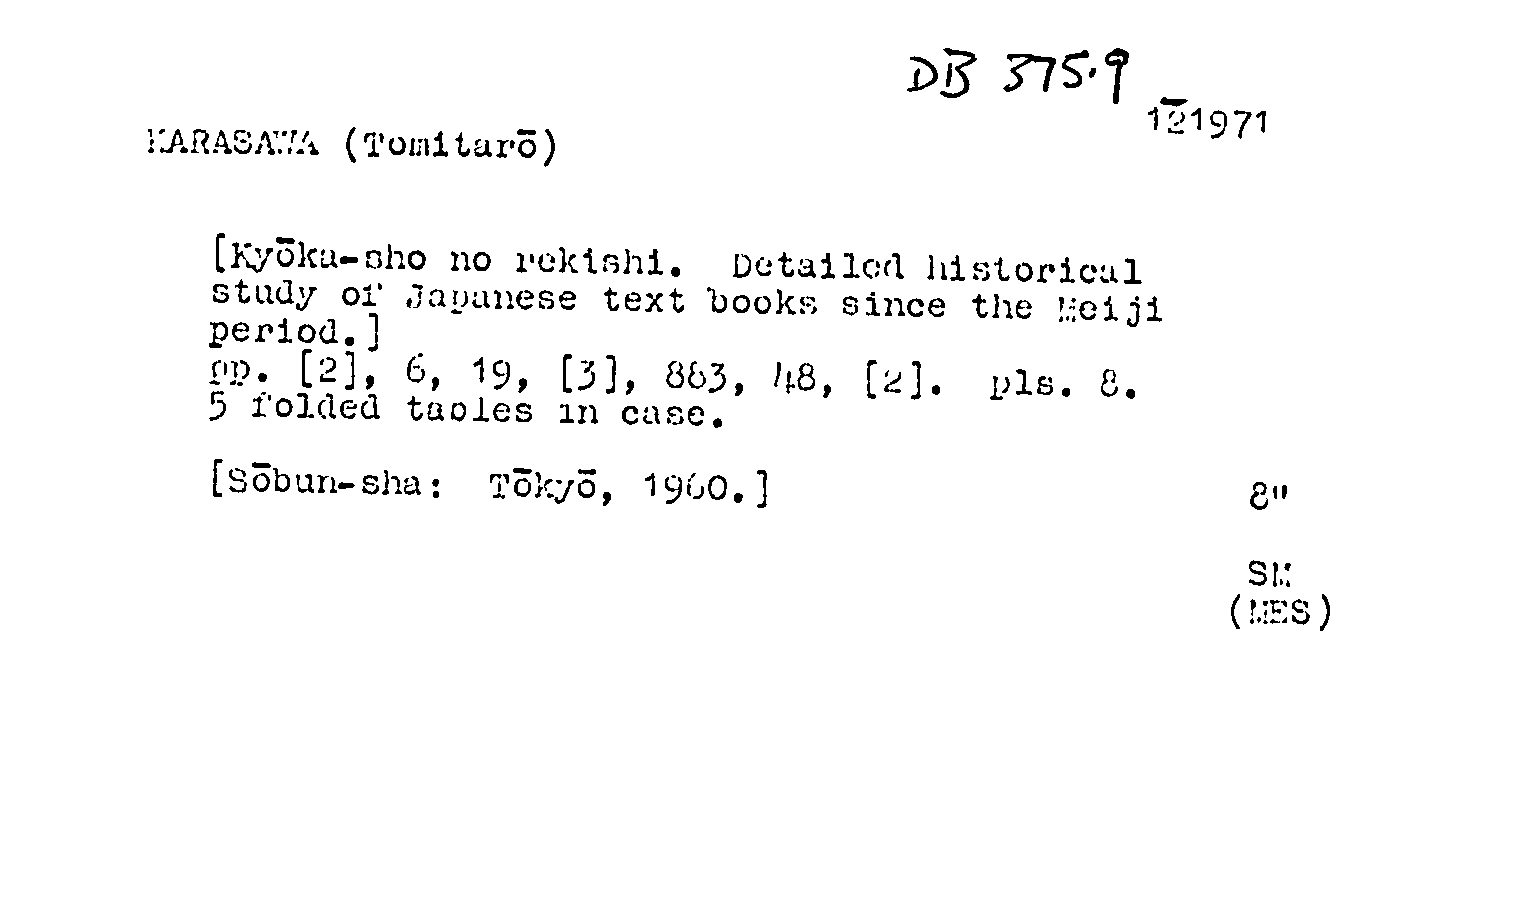 DB 375.9
121971
KARASAWA (Tomitarō)
[Kyōka-sho no rekishi. Detailed historical
study of Japanese text books since the Meiji
period.]
pp. [2], 6, 19, [3], 863, 48, [2]. pls. 8.
5 folded tables in case.
[Sōbun-sha: Tōkyō, 1960.]
8"
SM
(MES)